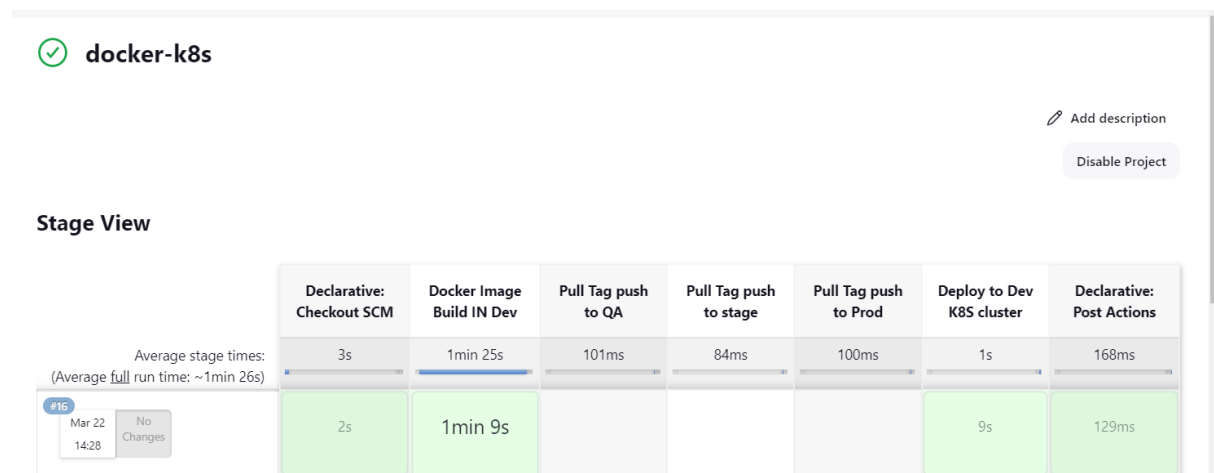 docker-k8s
Add description
Disable Project
Stage View
Declarative: Checkout SCM
Docker Image Build IN Dev
Pull Tag push to QA
Pull Tag push to stage
Pull Tag push to Prod
Deploy to Dev K8S cluster
Declarative: Post Actions
Average stage times:
(Average full run time: ~1min 26s)
3s
1min 25s
101ms
84ms
100ms
1s
168ms
#16
Mar 22
14:28
No
Changes
2s
1min 9s
9s
129ms